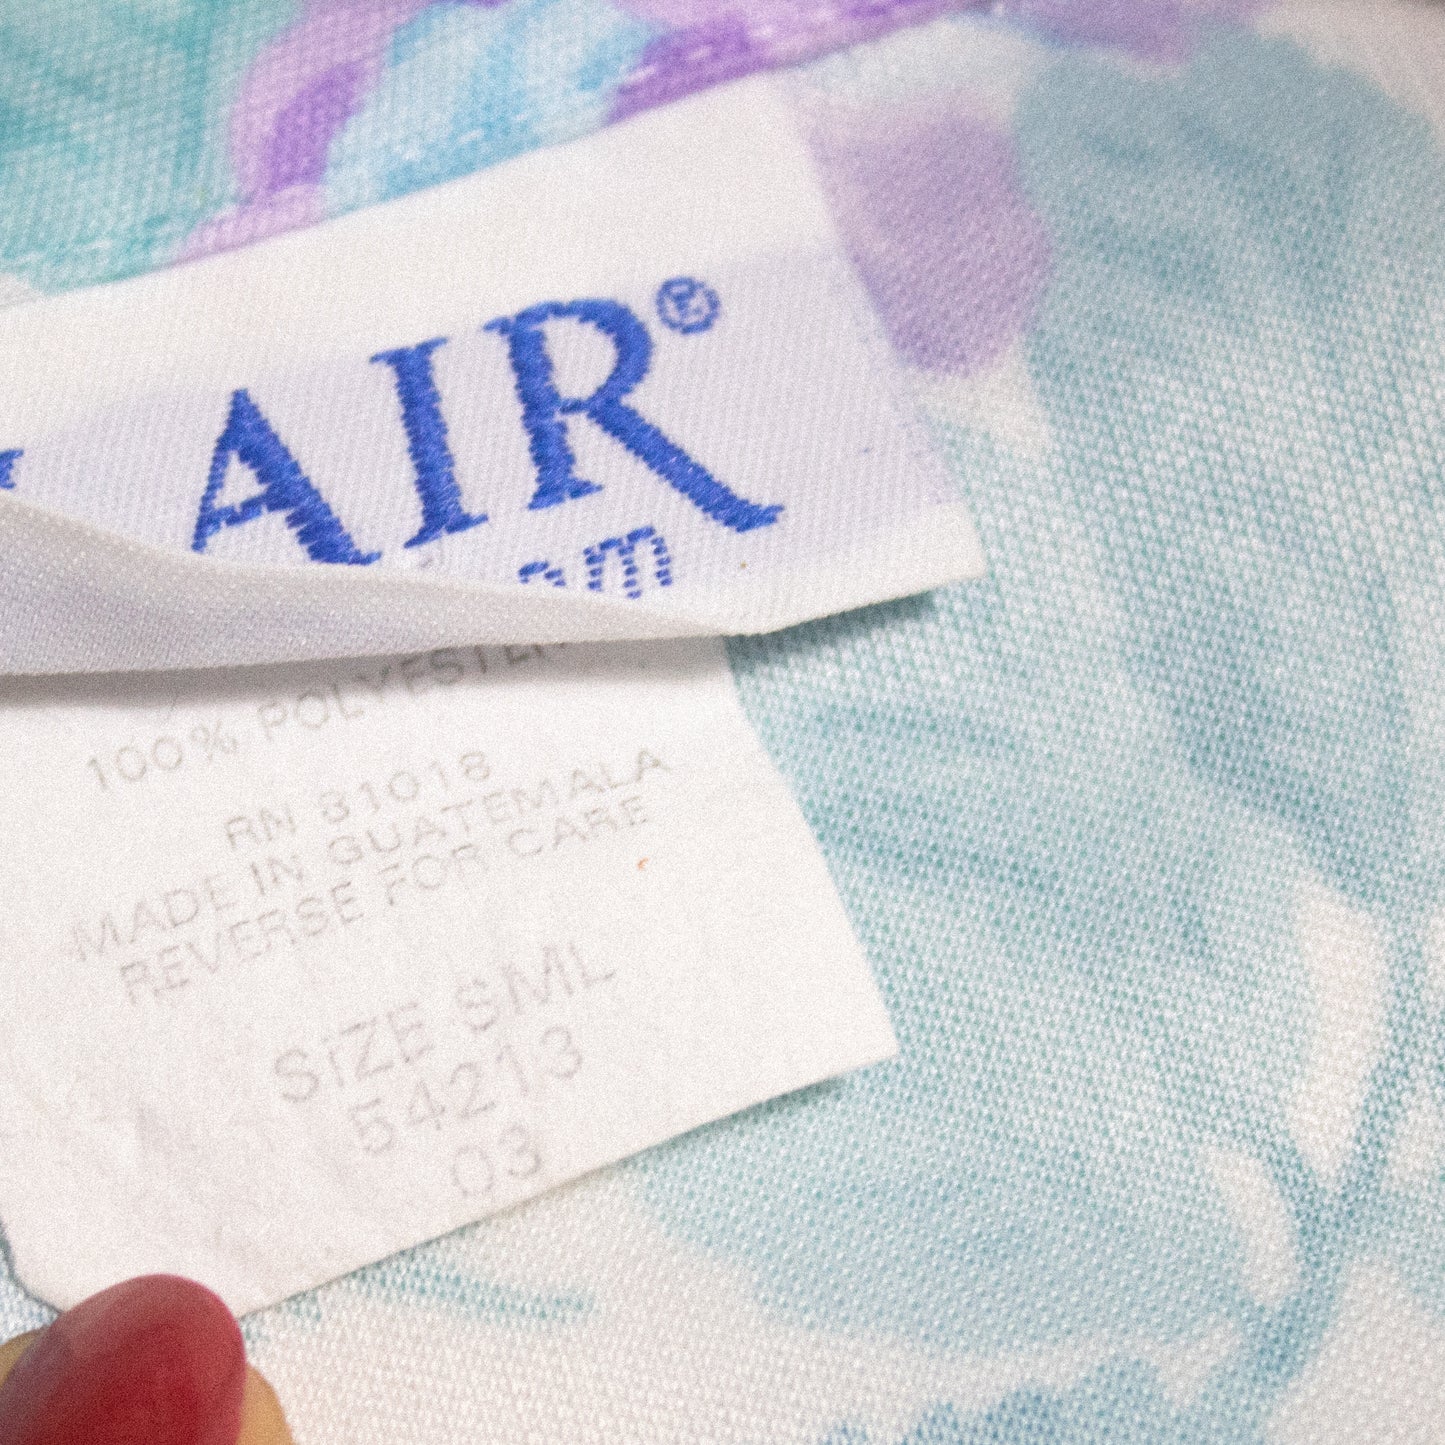 AIR®
100% POLYESTER
RN 81018
MADE IN GUATEMALA
REVERSE FOR CARE
SIZE SML
54213
03